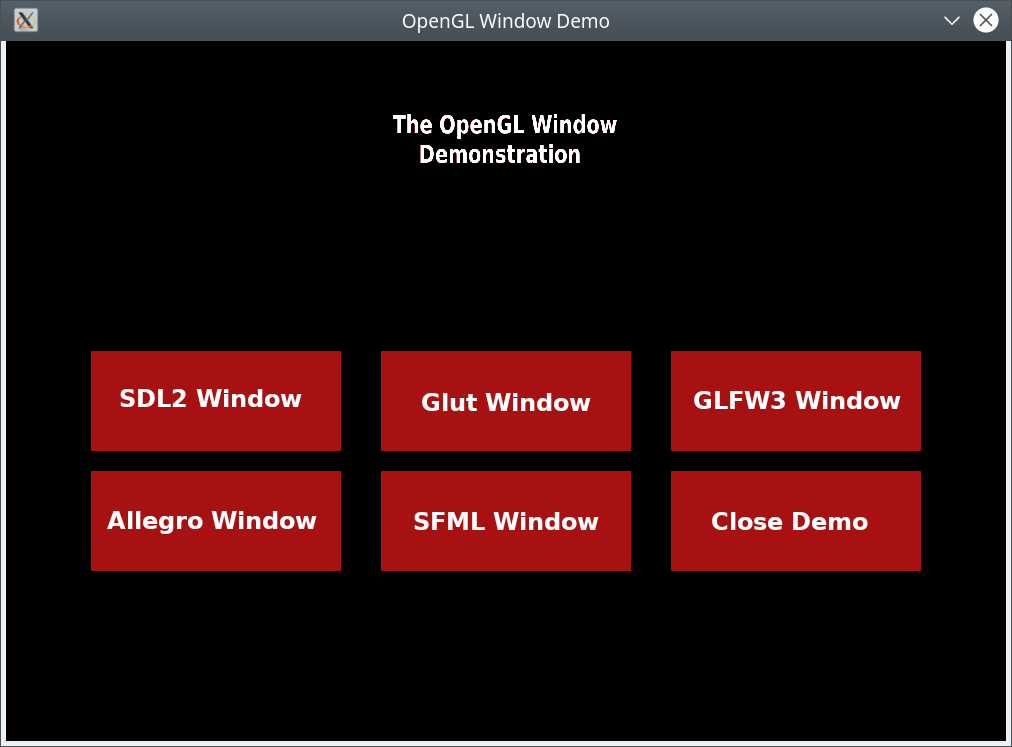 OpenGL Window Demo
The OpenGL Window
Demonstration
SDL2 Window
Glut Window
GLFW3 Window
Allegro Window
SFML Window
Close Demo